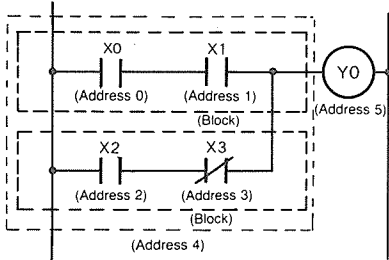 X0 X1 Y0
(Address 0) (Address 1) (Address 5)
(Block)
X2 X3
(Address 2) (Address 3)
(Block)
(Address 4)